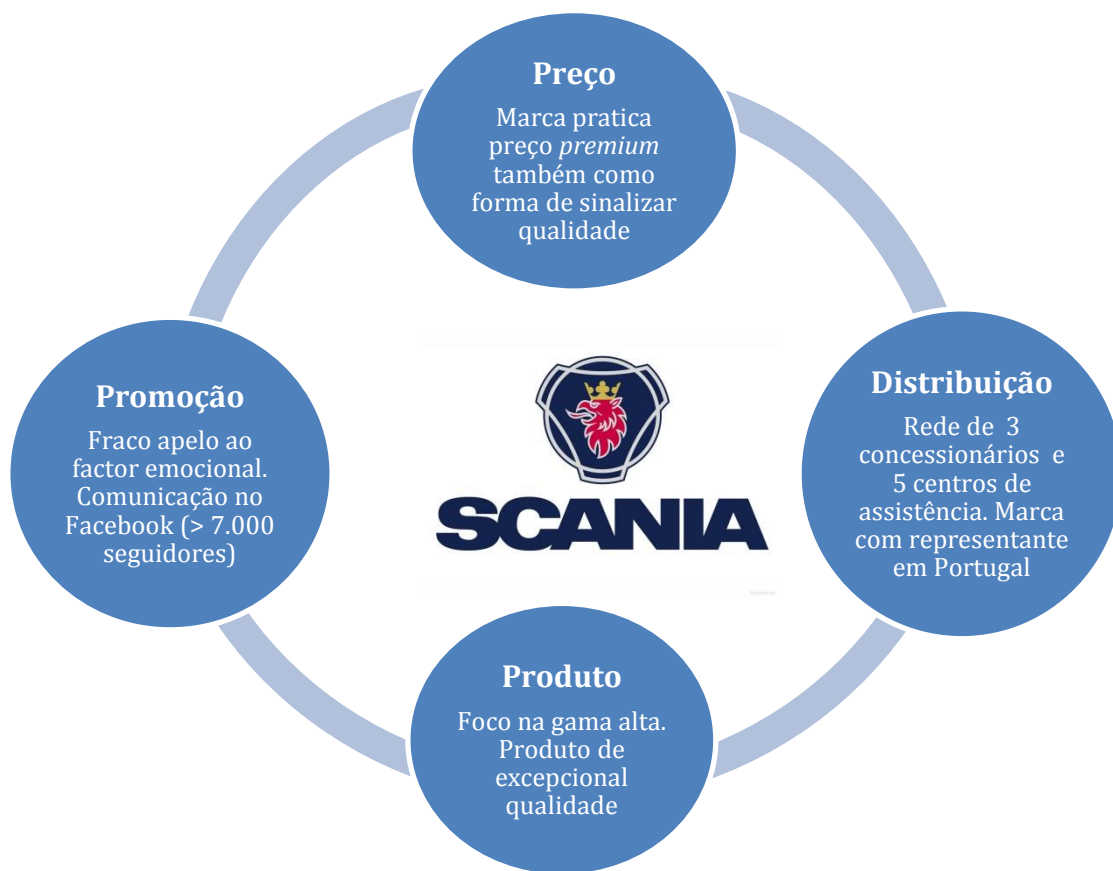 Preço
Marca pratica
preço premium
também como
forma de sinalizar
qualidade
Promoção
Fraco apelo ao
factor emocional.
Comunicação no
Facebook (> 7.000
seguidores)
SCANIA
Distribuição
Rede de 3
concessionários e
5 centros de
assistência. Marca
com representante
em Portugal
Produto
Foco na gama alta.
Produto de
excepcional
qualidade